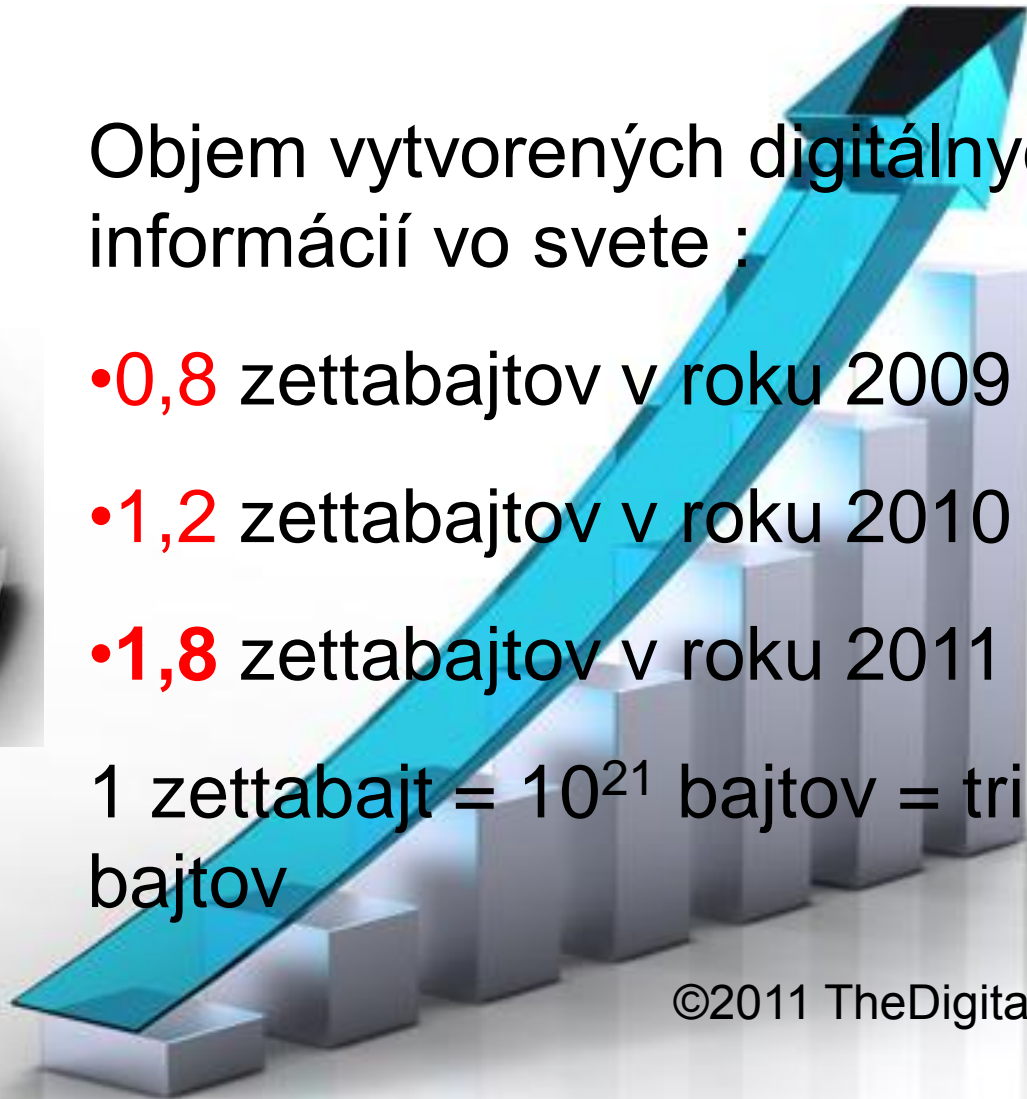 Objem vytvorených digitálnyc
informácií vo svete :
•0,8 zettabajtov v roku 2009
•1,2 zettabajtov v roku 2010
•1,8 zettabajtov v roku 2011
1 zettabajt = 10²¹ bajtov = tri
bajtov
©2011 TheDigita